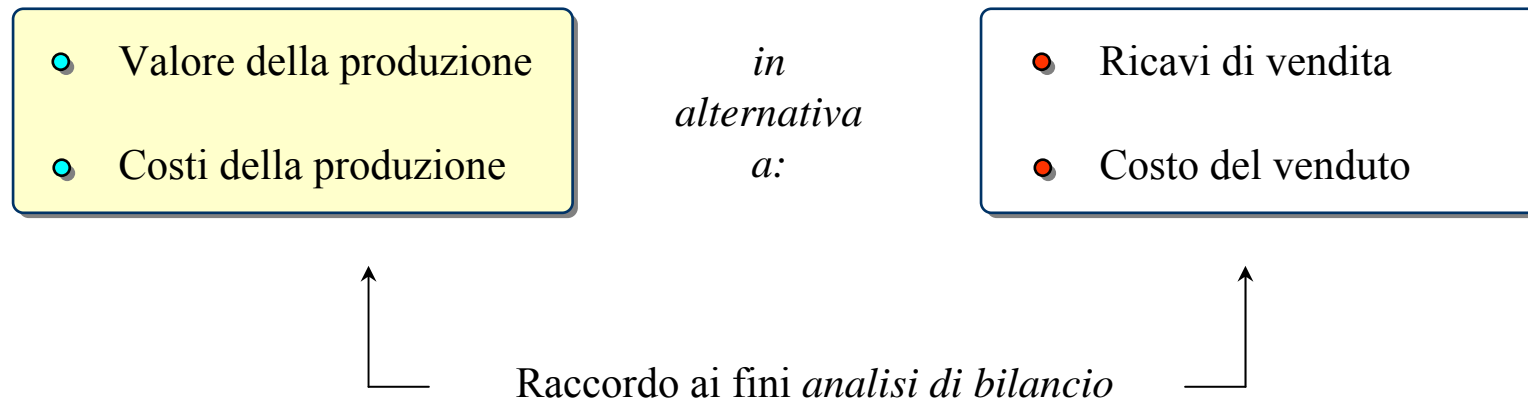 Valore della produzione
Costi della produzione
in
alternativa
a:
Ricavi di vendita
Costo del venduto
Raccordo ai fini analisi di bilancio